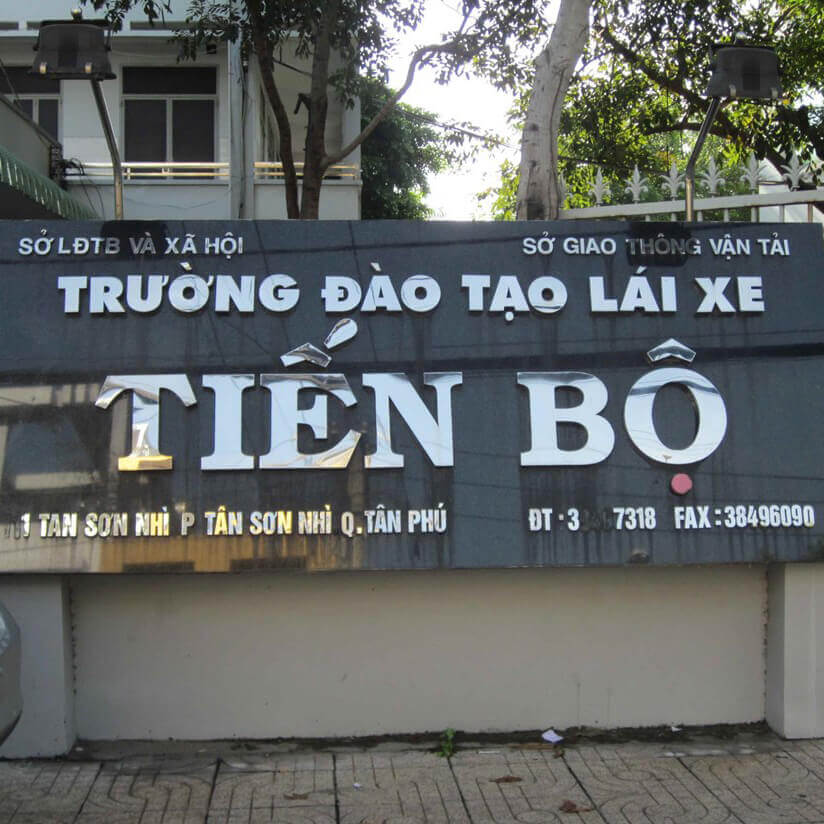 SỞ LĐTB VÀ XÃ HỘI SỞ GIAO THÔNG VẬN TẢI
TRƯỜNG ĐÀO TẠO LÁI XE
TIẾN BỘ
TAN SƠN NHÌ P TÂN SƠN NHÌ Q.TÂN PHÚ ĐT : FAX : 38496090